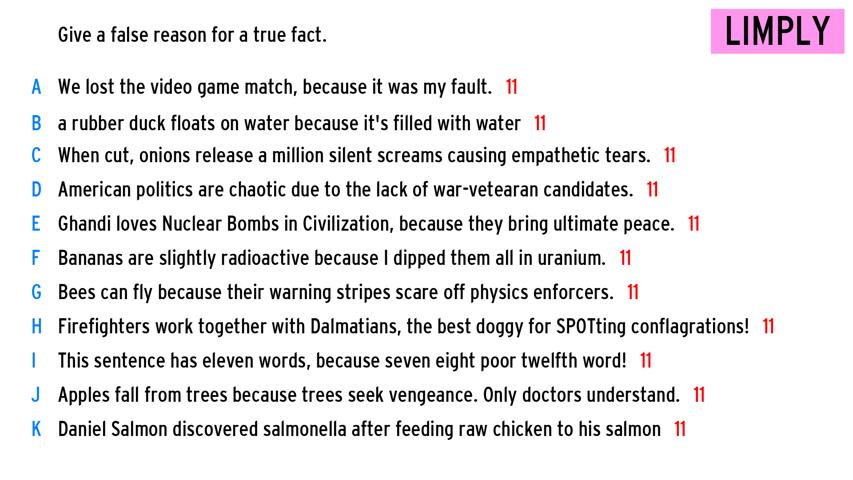 Give a false reason for a true fact.
LIMPLY
A We lost the video game match, because it was my fault. 11
B a rubber duck floats on water because it's filled with water 11
C When cut, onions release a million silent screams causing empathetic tears. 11
D American politics are chaotic due to the lack of war-vetearan candidates. 11
E Ghandi loves Nuclear Bombs in Civilization, because they bring ultimate peace. 11
F Bananas are slightly radioactive because I dipped them all in uranium. 11
G Bees can fly because their warning stripes scare off physics enforcers. 11
H Firefighters work together with Dalmatians, the best doggy for SPOTting conflagrations! 11
I This sentence has eleven words, because seven eight poor twelfth word! 11
J Apples fall from trees because trees seek vengeance. Only doctors understand. 11
K Daniel Salmon discovered salmonella after feeding raw chicken to his salmon 11